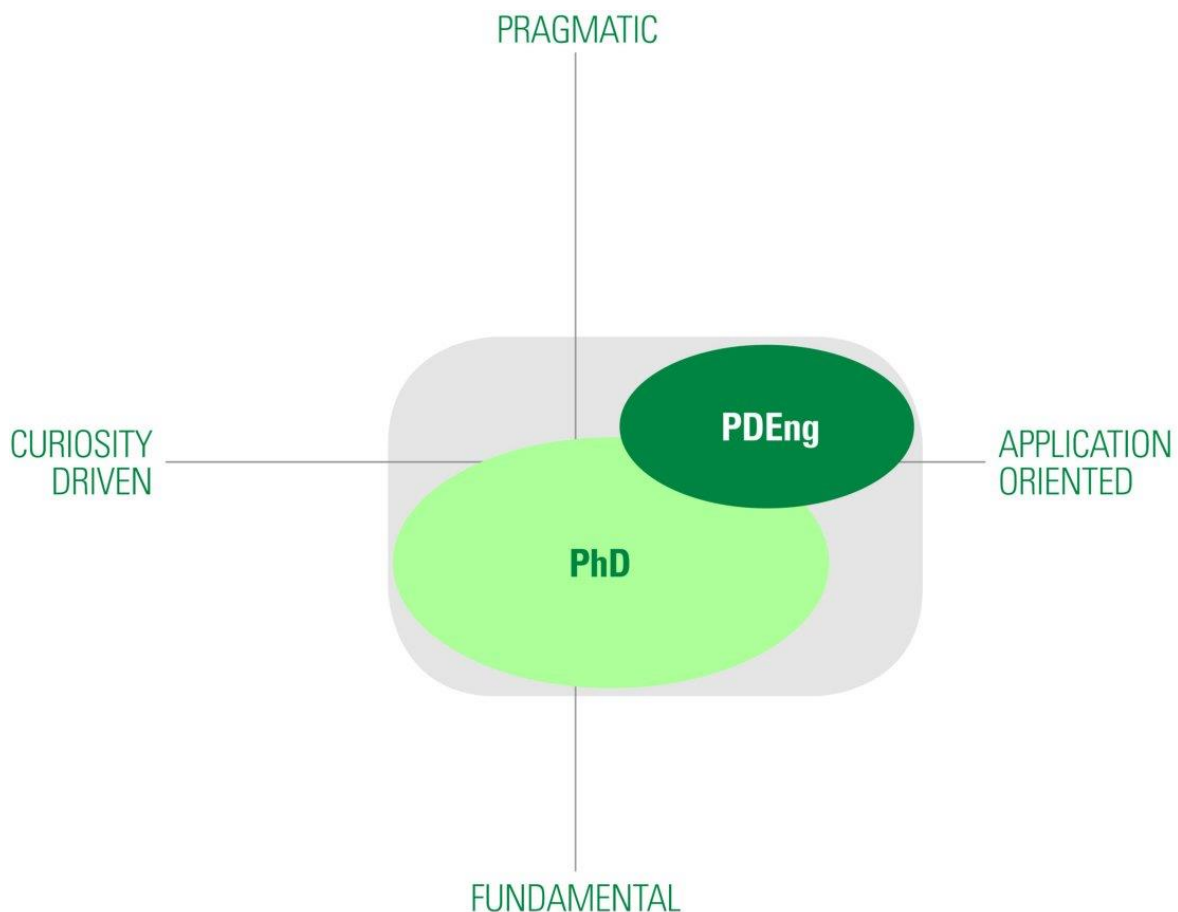 PRAGMATIC
PDEng
CURIOSITY
DRIVEN
APPLICATION
ORIENTED
PhD
FUNDAMENTAL